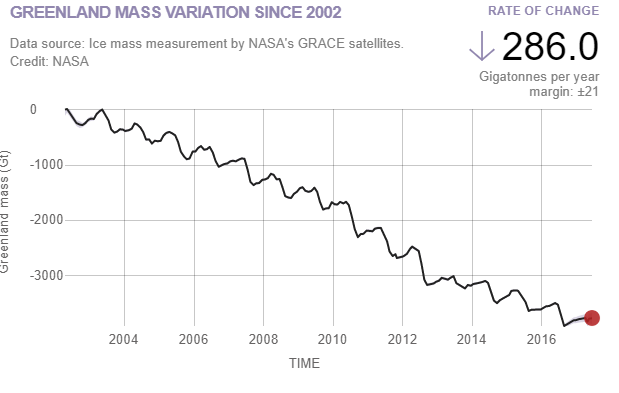 GREENLAND MASS VARIATION SINCE 2002
RATE OF CHANGE
Data source: Ice mass measurement by NASA's GRACE satellites.
Credit: NASA
286.0
Gigatonnes per year
margin: ±21
Greenland mass (Gt)
0
-1000
-2000
-3000
2004 2006 2008 2010 2012 2014 2016
TIME